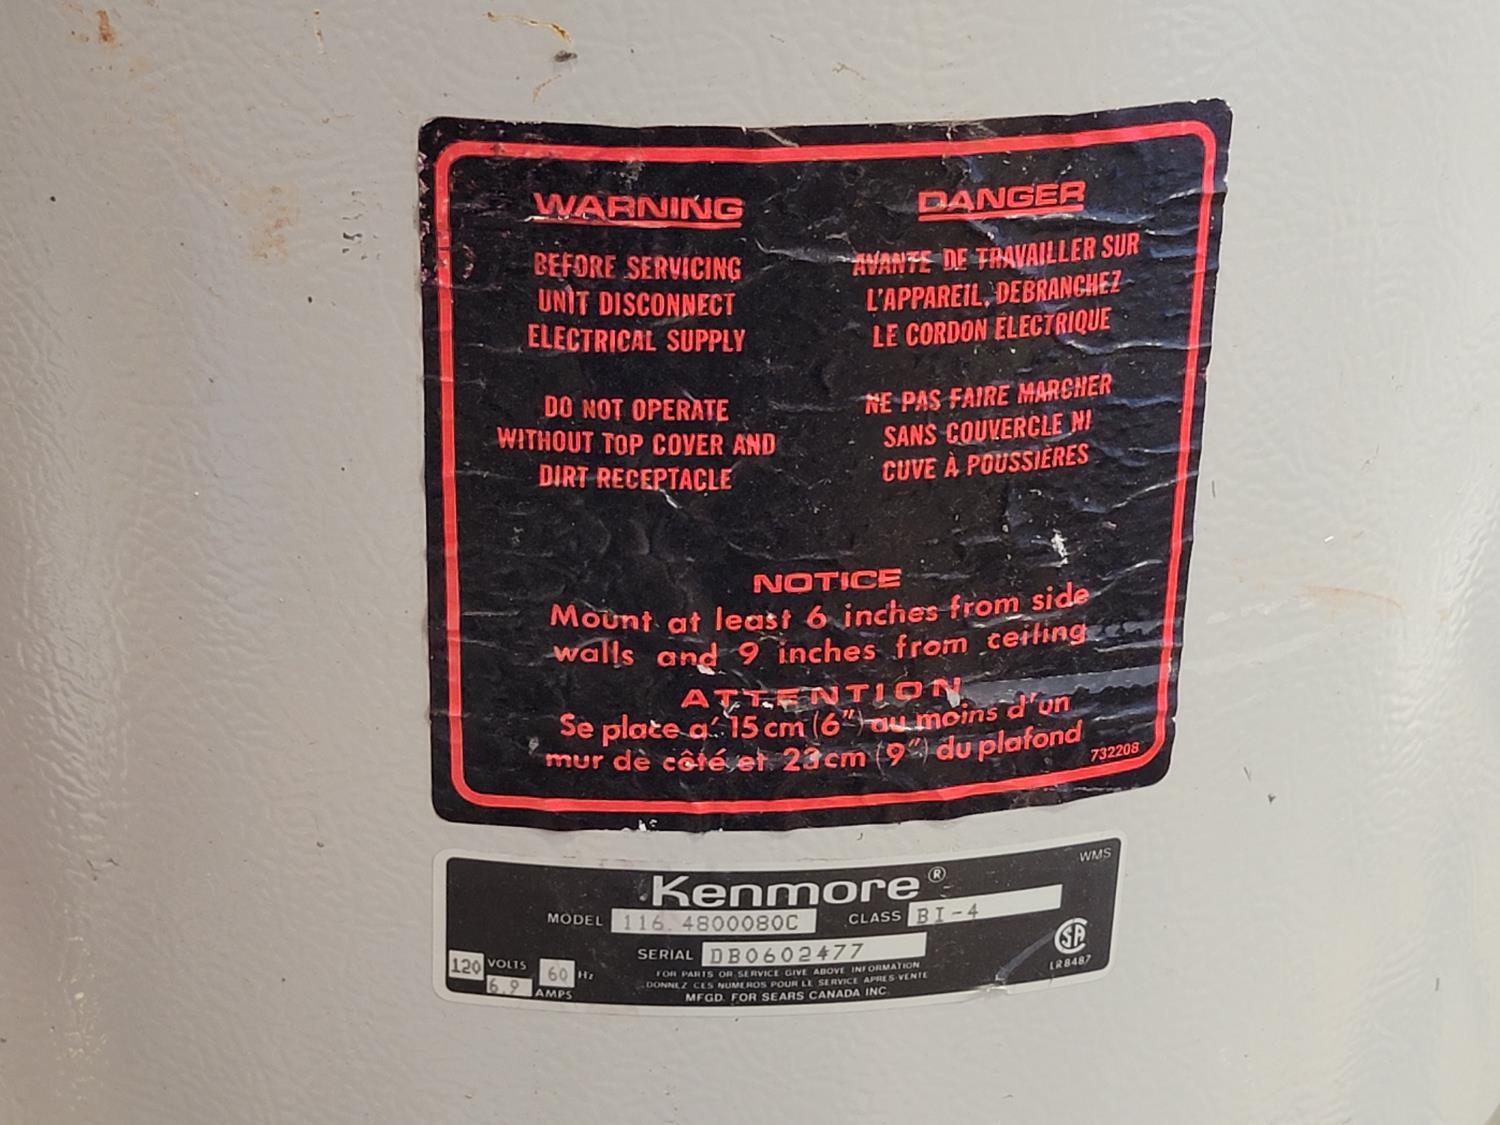 WARNING
BEFORE SERVICING
UNIT DISCONNECT
ELECTRICAL SUPPLY
DO NOT OPERATE
WITHOUT TOP COVER AND
DIRT RECEPTACLE
DANGER
AVANTE DE TRAVAILLER SUR
L'APPAREIL, DEBRANCHEZ
LE CORDON ÉLECTRIQUE
NE PAS FAIRE MARCHER
SANS COUVERCLE NI
CUVE À POUSSIÈRES
NOTICE
Mount at least 6 inches from side
walls and 9 inches from ceiling
ATTENTION
Se place a' 15 cm (6") au moins d'un
mur de côté et 23cm (9") du plafond
732208
WMS
Kenmore®
MODEL 116.4800080C CLASS BI-4
SERIAL DB0602477
120 VOLTS 60 Hz
6.9 AMPS
FOR PARTS OR SERVICE GIVE ABOVE INFORMATION
DONNEZ CES NUMEROS POUR LE SERVICE APRES-VENTE
MFGD. FOR SEARS CANADA INC.
SA
LR8487